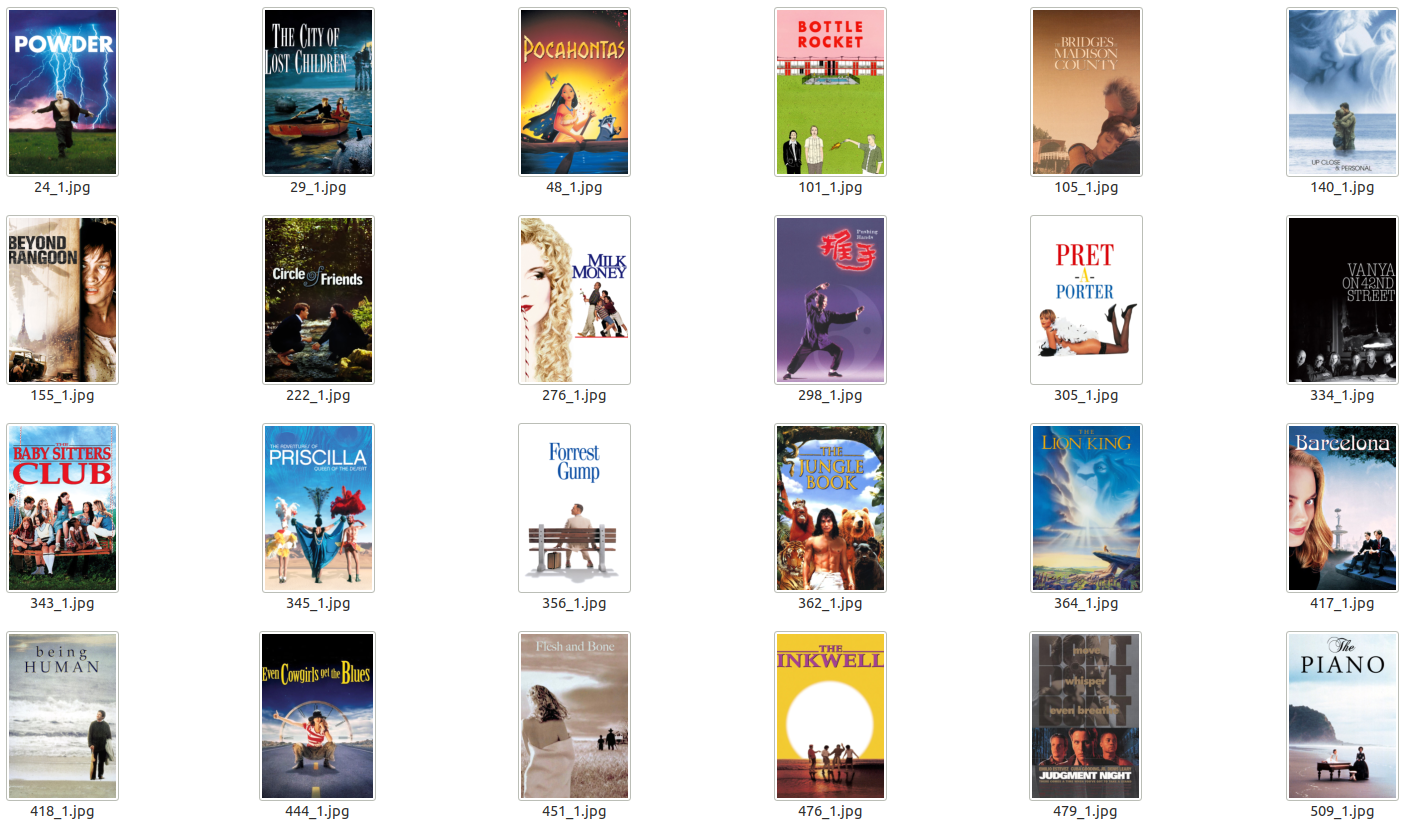 POWDER
THE CITY OF
LOST CHILDREN
POCAHONTAS
BOTTLE
ROCKET
BRIDGES
MADISON
COUNTY
UP CLOSE
& PERSONAL
24_1.jpg
29_1.jpg
48_1.jpg
101_1.jpg
105_1.jpg
140_1.jpg
BEYOND
RANGOON
Circle of Friends
MILK
MONEY
Pushing
Hands
推手
PRET
-A-
PORTER
VANYA
ON 42ND
STREET
155_1.jpg
222_1.jpg
276_1.jpg
298_1.jpg
305_1.jpg
334_1.jpg
THE
BABY SITTERS
CLUB
THE ADVENTURES OF
PRISCILLA
QUEEN OF THE DESERT
Forrest
Gump
THE
JUNGLE
BOOK
THE
LION KING
Barcelona
343_1.jpg
345_1.jpg
356_1.jpg
362_1.jpg
364_1.jpg
417_1.jpg
being
HUMAN
Even Cowgirls get the Blues
Flesh and Bone
THE
INKWELL
DON'T
move
DON'T
whisper
DON'T
even breathe
JUDGMENT NIGHT
The
PIANO
418_1.jpg
444_1.jpg
451_1.jpg
476_1.jpg
479_1.jpg
509_1.jpg